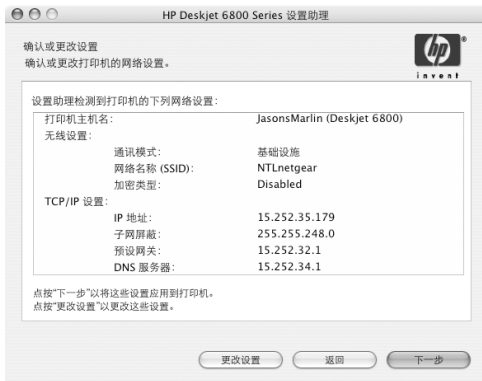 HP Deskjet 6800 Series 设置助理
确认或更改设置
确认或更改打印机的网络设置。
hp
®
invent
设置助理检测到打印机的下列网络设置：
打印机主机名： JasonsMarlin (Deskjet 6800)
无线设置：
通讯模式： 基础设施
网络名称 (SSID)： NTLnetgear
加密类型： Disabled
TCP/IP 设置：
IP 地址： 15.252.35.179
子网屏蔽： 255.255.248.0
预设网关： 15.252.32.1
DNS 服务器： 15.252.34.1
点按“下一步”以将这些设置应用到打印机。
点按“更改设置”以更改这些设置。
更改设置 返回 下一步